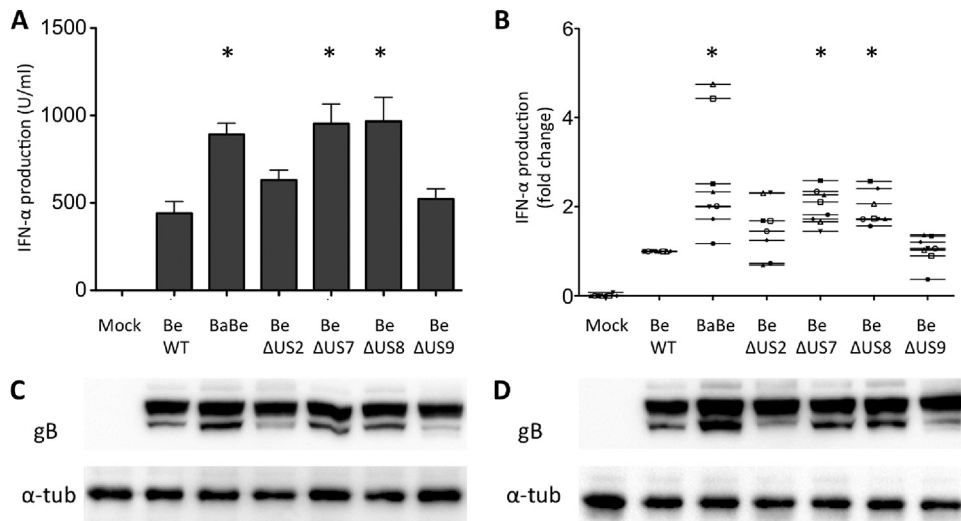 A
IFN-α production (U/ml)
1500
1000
500
0
* * *
Mock Be WT BaBe Be ΔUS2 Be ΔUS7 Be ΔUS8 Be ΔUS9
B
IFN-α production
(fold change)
6
4
2
0
* * *
Mock Be WT BaBe Be ΔUS2 Be ΔUS7 Be ΔUS8 Be ΔUS9
C
gB
α-tub
D
gB
α-tub